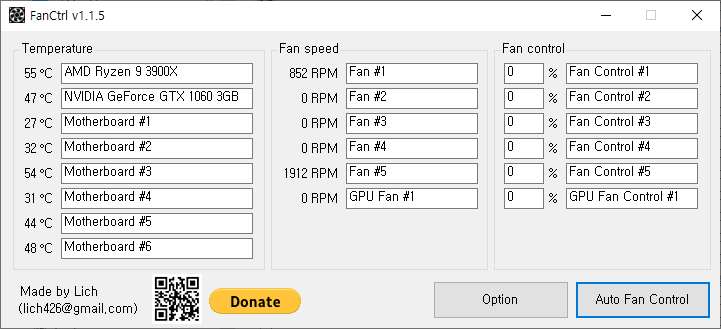 FanCtrl v1.1.5
Temperature
55 ℃ AMD Ryzen 9 3900X
47 ℃ NVIDIA GeForce GTX 1060 3GB
27 ℃ Motherboard #1
32 ℃ Motherboard #2
54 ℃ Motherboard #3
31 ℃ Motherboard #4
44 ℃ Motherboard #5
48 ℃ Motherboard #6
Fan speed
852 RPM Fan #1
0 RPM Fan #2
0 RPM Fan #3
0 RPM Fan #4
1912 RPM Fan #5
0 RPM GPU Fan #1
Fan control
0 % Fan Control #1
0 % Fan Control #2
0 % Fan Control #3
0 % Fan Control #4
0 % Fan Control #5
0 % GPU Fan Control #1
Made by Lich
(lich426@gmail.com)
Donate
Option
Auto Fan Control